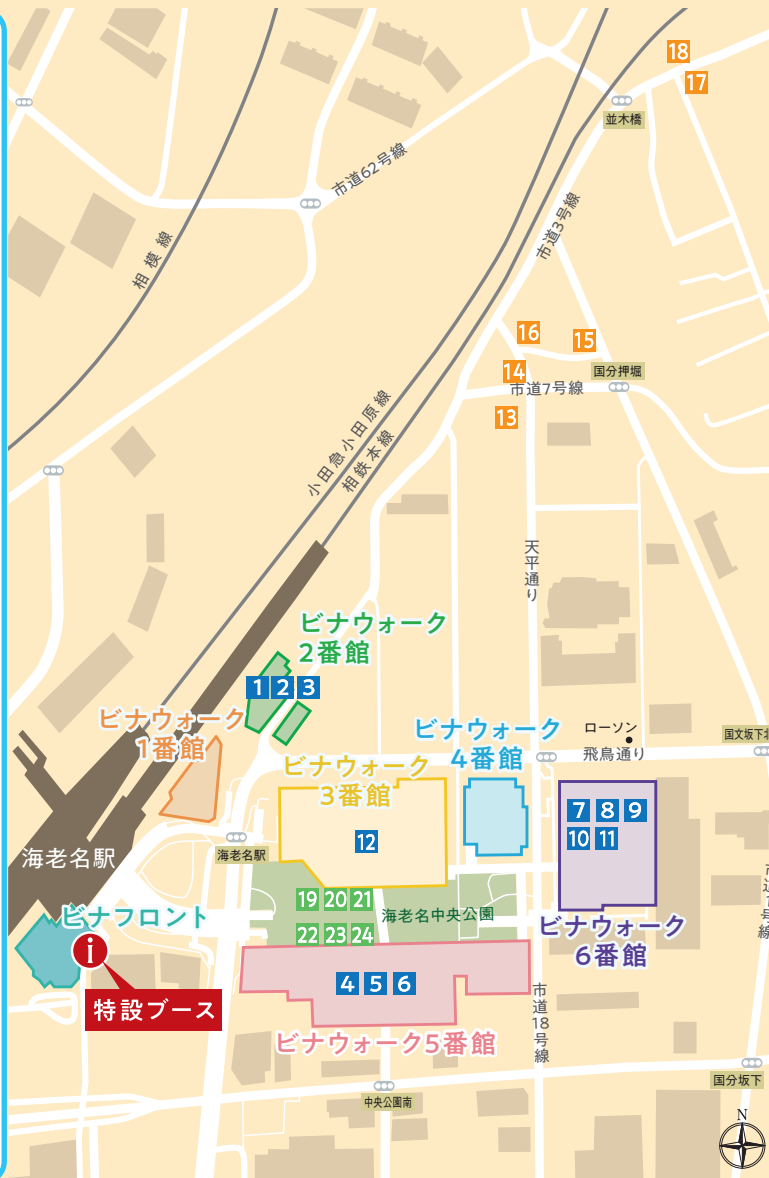 18
17
並木橋
市道62号線
市道3号線
相模線
16
15
14
国分押堀
市道7号線
13
小田急小田原線
相鉄本線
天平通り
ビナウォーク
2番館
1 2 3
ビナウォーク
1番館
ビナウォーク
3番館
ビナウォーク
4番館
ローソン
飛鳥通り
国文坂下北
7 8 9
10 11
12
海老名駅
海老名駅
19 20 21
22 23 24
海老名中央公園
ビナフロント
i
特設ブース
ビナウォーク
6番館
4 5 6
ビナウォーク5番館
市道18号線
国分坂下
中央公園南
N